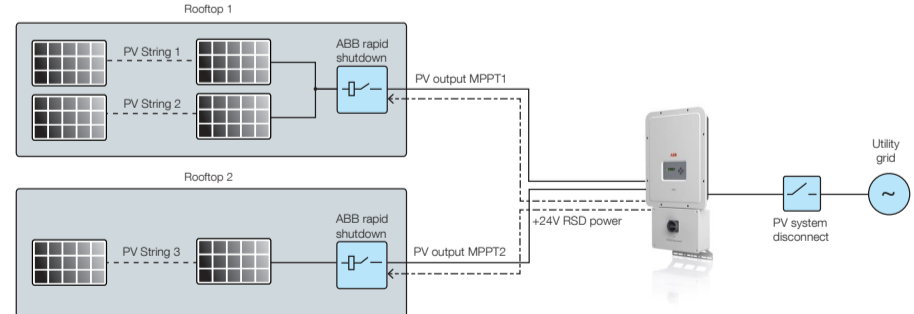 Rooftop 1
PV String 1
PV String 2
ABB rapid
shutdown
PV output MPPT1
Rooftop 2
PV String 3
ABB rapid
shutdown
PV output MPPT2
+24V RSD power
ABB
PV system
disconnect
Utility
grid
~